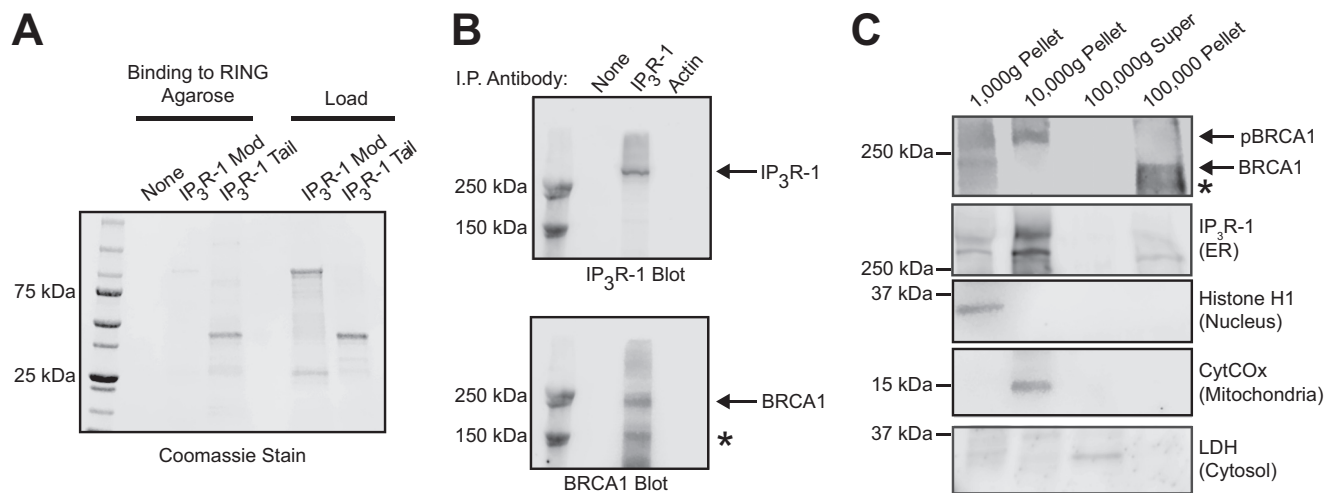 A
Binding to RING
Agarose
Load
None
IP3R-1 Mod
IP3R-1 Tail
IP3R-1 Mod
IP3R-1 Tail
75 kDa
25 kDa
Coomassie Stain
B
I.P. Antibody:
None
IP3R-1
Actin
250 kDa
150 kDa
IP3R-1
IP3R-1 Blot
250 kDa
150 kDa
BRCA1
*
BRCA1 Blot
C
1,000g Pellet
10,000g Pellet
100,000g Super
100,000 Pellet
250 kDa
pBRCA1
BRCA1
*
250 kDa
IP3R-1
(ER)
37 kDa
Histone H1
(Nucleus)
15 kDa
CytCOx
(Mitochondria)
37 kDa
LDH
(Cytosol)